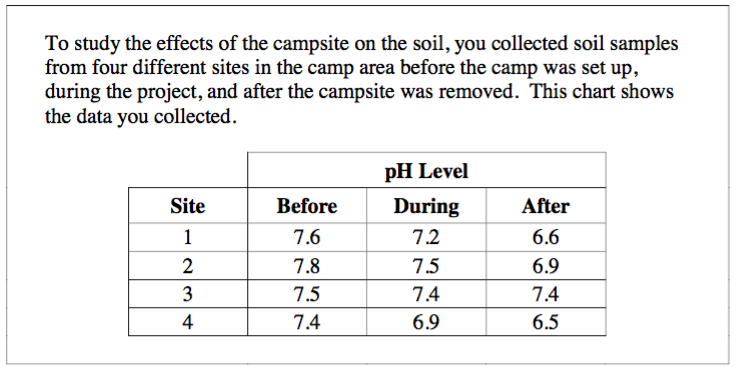 To study the effects of the campsite on the soil, you collected soil samples
from four different sites in the camp area before the camp was set up,
during the project, and after the campsite was removed. This chart shows
the data you collected.
pH Level
Site Before During After
1 7.6 7.2 6.6
2 7.8 7.5 6.9
3 7.5 7.4 7.4
4 7.4 6.9 6.5